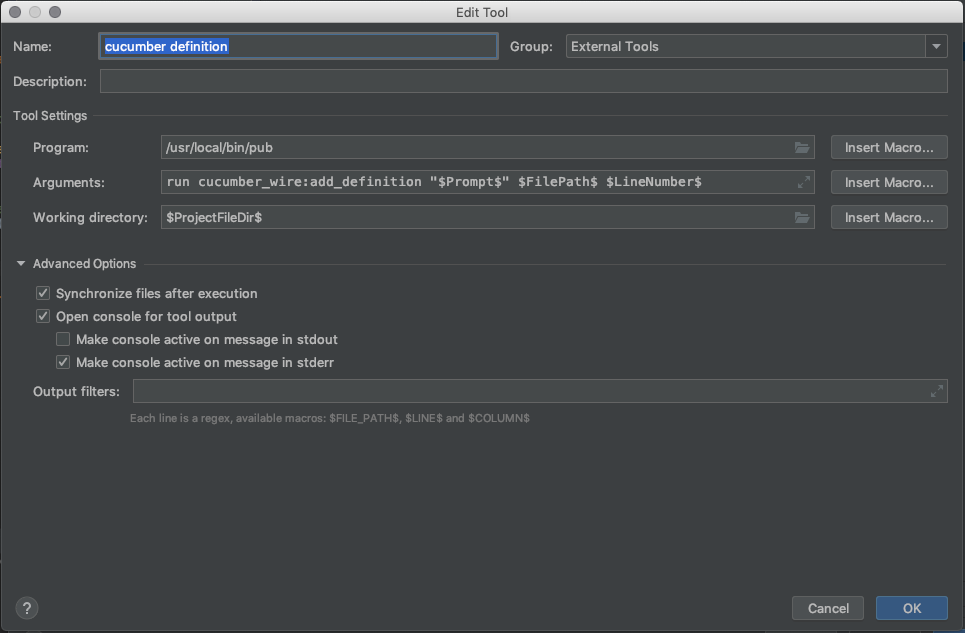 Edit Tool
Name: cucumber definition Group: External Tools
Description:
Tool Settings
Program: /usr/local/bin/pub Insert Macro...
Arguments: run cucumber_wire:add_definition "$Prompt$" $FilePath$ $LineNumber$ Insert Macro...
Working directory: $ProjectFileDir$ Insert Macro...
Advanced Options
Synchronize files after execution
Open console for tool output
Make console active on message in stdout
Make console active on message in stderr
Output filters:
Each line is a regex, available macros: $FILE_PATH$, $LINE$ and $COLUMN$
? Cancel OK